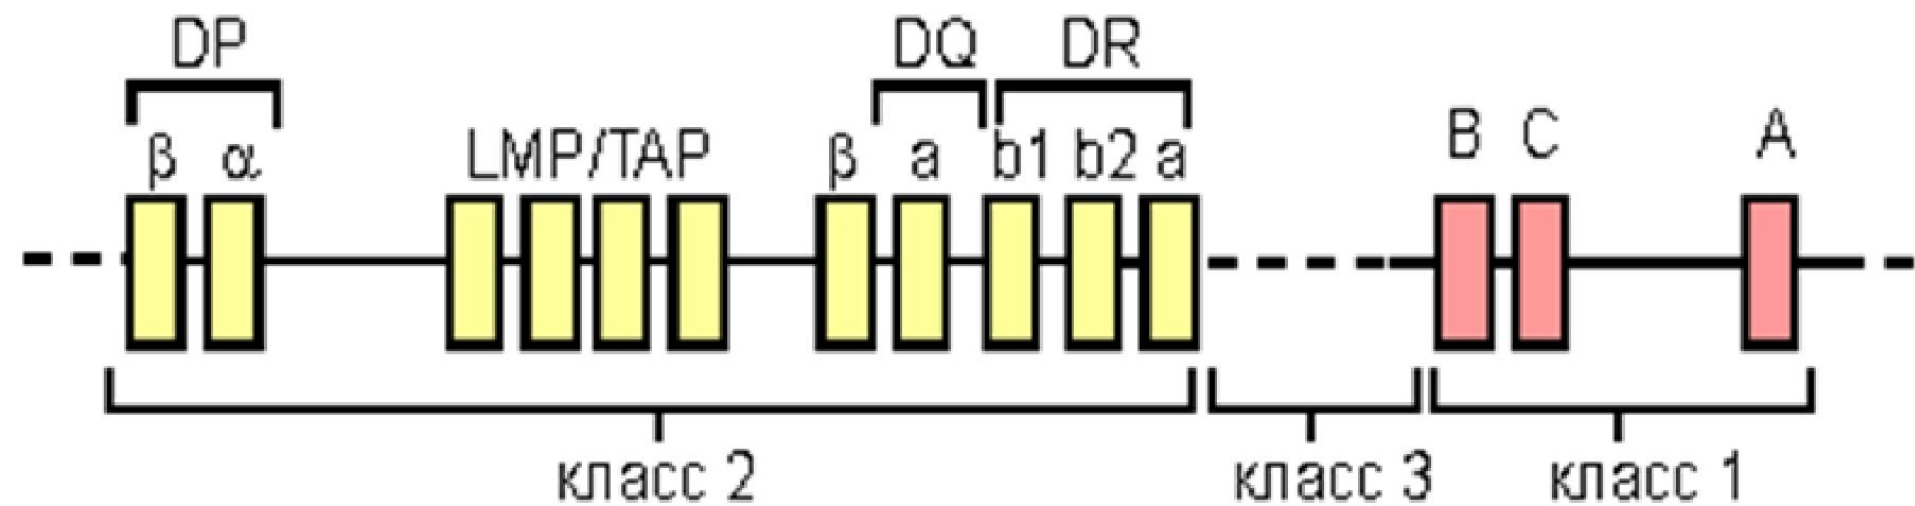 DP DQ DR
β α LMP/TAP β a b1 b2 a B C A
класс 2 класс 3 класс 1